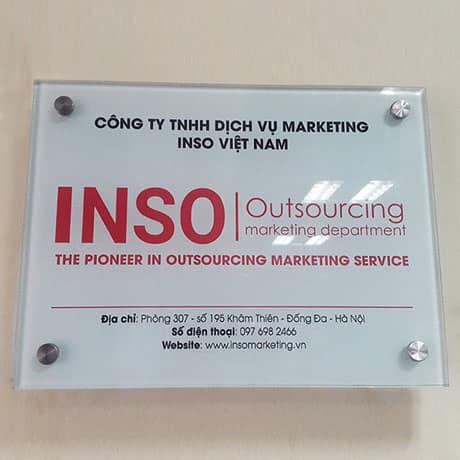 CÔNG TY TNHH DỊCH VỤ MARKETING
INSO VIỆT NAM
INSO
Outsourcing
marketing department
THE PIONEER IN OUTSOURCING MARKETING SERVICE
Địa chỉ: Phòng 307 - số 195 Khâm Thiên - Đống Đa - Hà Nội
Số điện thoại: 097 698 2466
Website: www.insomarketing.vn